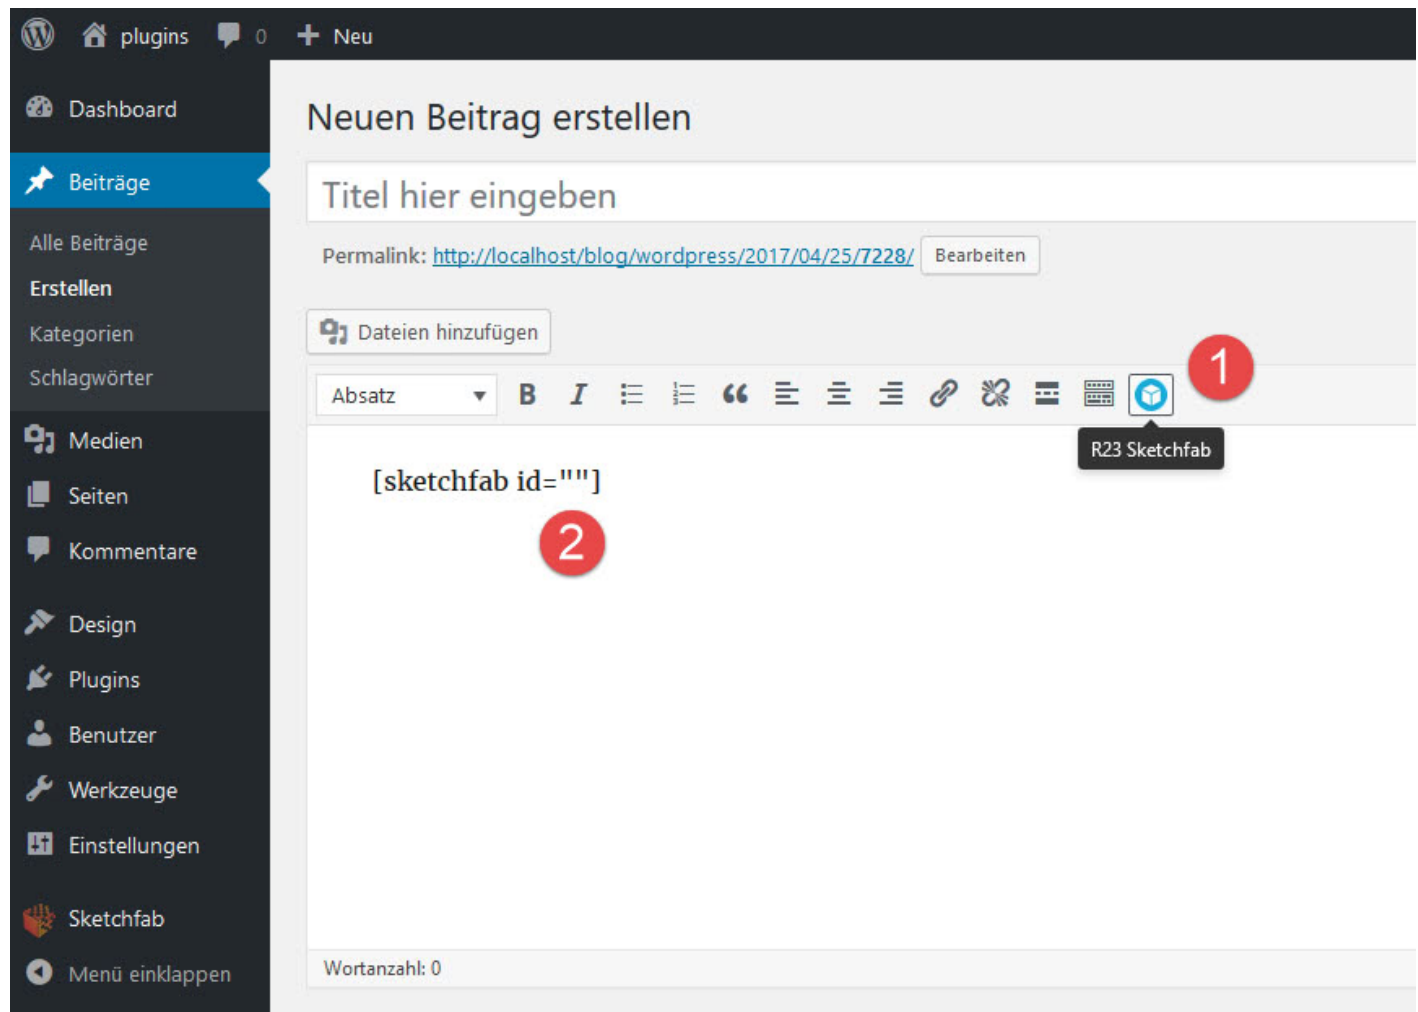 plugins 0 Neu
Dashboard
Beiträge
Alle Beiträge
Erstellen
Kategorien
Schlagwörter
Medien
Seiten
Kommentare
Design
Plugins
Benutzer
Werkzeuge
Einstellungen
Sketchfab
Menü einklappen
Neuen Beitrag erstellen
Titel hier eingeben
Permalink: http://localhost/blog/wordpress/2017/04/25/7228/ Bearbeiten
Dateien hinzufügen
1
Absatz B I
R23 Sketchfab
[sketchfab id=""]
2
Wortanzahl: 0